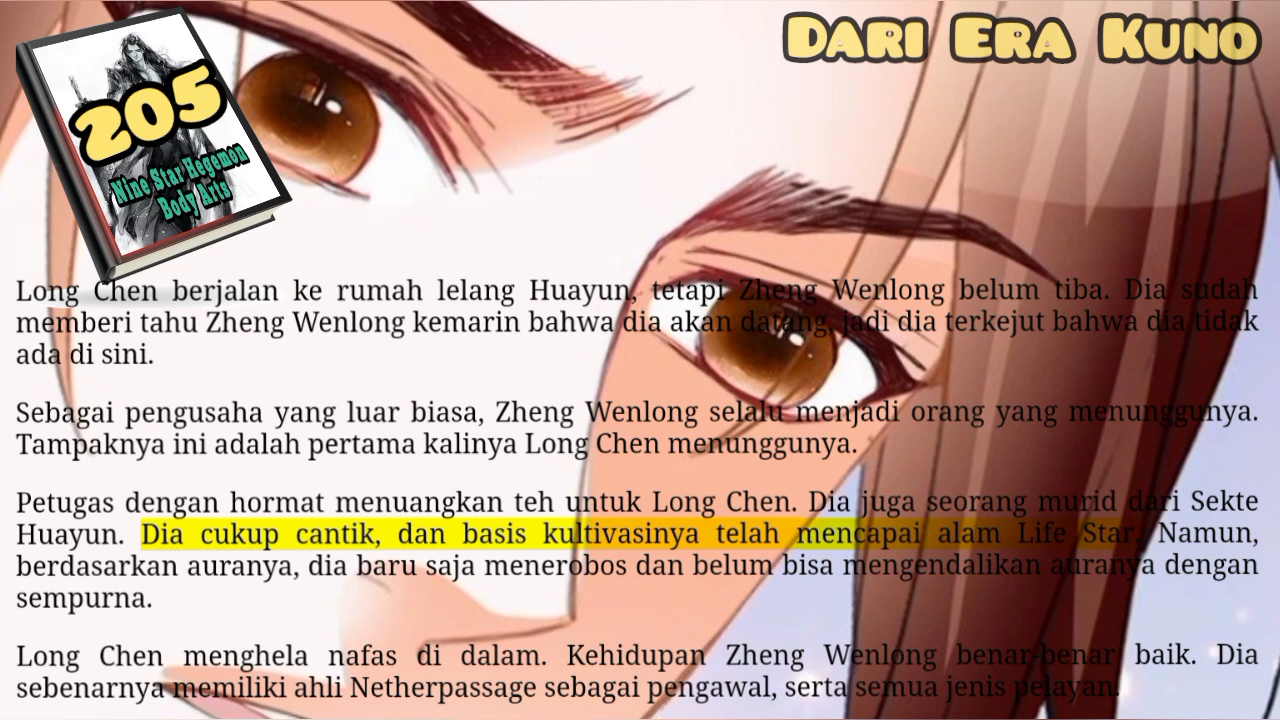 Dari Era Kuno
205
Nine Star Hegemon
Body Arts
Long Chen berjalan ke rumah lelang Huayun, tetapi Zheng Wenlong belum tiba. Dia sudah
memberi tahu Zheng Wenlong kemarin bahwa dia akan datang, jadi dia terkejut bahwa dia tidak
ada di sini.
Sebagai pengusaha yang luar biasa, Zheng Wenlong selalu menjadi orang yang menunggunya.
Tampaknya ini adalah pertama kalinya Long Chen menunggunya.
Petugas dengan hormat menuangkan teh untuk Long Chen. Dia juga seorang murid dari Sekte
Huayun. Dia cukup cantik, dan basis kultivasinya telah mencapai alam Life Star. Namun,
berdasarkan auranya, dia baru saja menerobos dan belum bisa mengendalikan auranya dengan
sempurna.
Long Chen menghela nafas di dalam. Kehidupan Zheng Wenlong benar-benar baik. Dia
sebenarnya memiliki ahli Netherpassage sebagai pengawal, serta semua jenis pelayan.